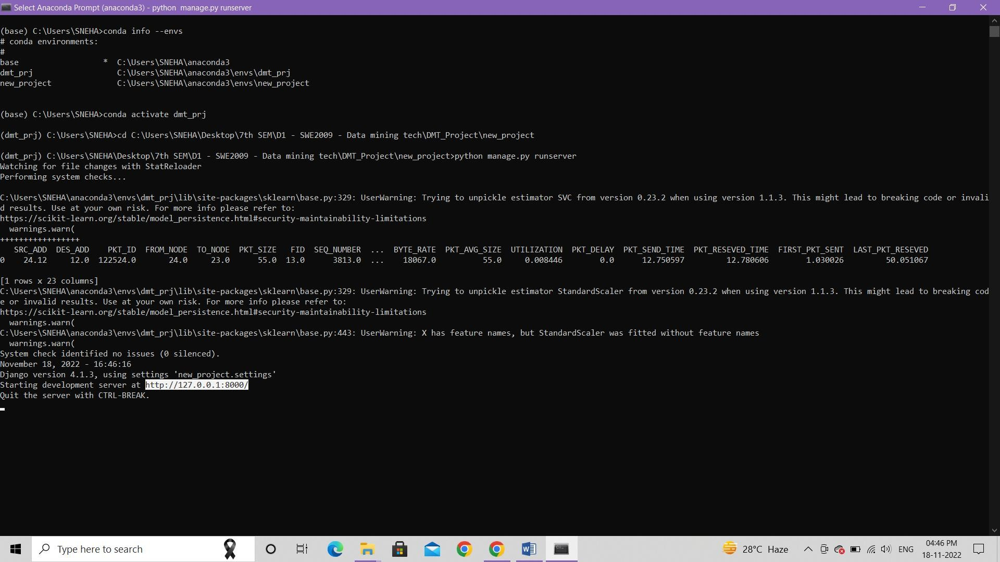 Select Anaconda Prompt (anaconda3) - python  manage.py runserver
(base) C:\Users\SNEHA>conda info --envs
# conda environments:
#
base                  *  C:\Users\SNEHA\anaconda3
dmt_prj                  C:\Users\SNEHA\anaconda3\envs\dmt_prj
new_project              C:\Users\SNEHA\anaconda3\envs\new_project
(base) C:\Users\SNEHA>conda activate dmt_prj
(dmt_prj) C:\Users\SNEHA>cd C:\Users\SNEHA\Desktop\7th SEM\D1 - SWE2009 - Data mining tech\DMT_Project\new_project
(dmt_prj) C:\Users\SNEHA\Desktop\7th SEM\D1 - SWE2009 - Data mining tech\DMT_Project\new_project>python manage.py runserver
Watching for file changes with StatReloader
Performing system checks...
C:\Users\SNEHA\anaconda3\envs\dmt_prj\lib\site-packages\sklearn\base.py:329: UserWarning: Trying to unpickle estimator SVC from version 0.23.2 when using version 1.1.3. This might lead to breaking code or invali
d results. Use at your own risk. For more info please refer to:
https://scikit-learn.org/stable/model_persistence.html#security-maintainability-limitations
  warnings.warn(
+++++++++++++++++
   SRC_ADD  DES_ADD    PKT_ID  FROM_NODE  TO_NODE  PKT_SIZE   FID  SEQ_NUMBER  ...  BYTE_RATE  PKT_AVG_SIZE  UTILIZATION  PKT_DELAY  PKT_SEND_TIME  PKT_RESEVED_TIME  FIRST_PKT_SENT  LAST_PKT_RESEVED
0    24.12     12.0  122524.0       24.0     23.0      55.0  13.0      3813.0  ...    18067.0          55.0     0.008446        0.0      12.750597         12.780606        1.030026         50.051067
[1 rows x 23 columns]
C:\Users\SNEHA\anaconda3\envs\dmt_prj\lib\site-packages\sklearn\base.py:329: UserWarning: Trying to unpickle estimator StandardScaler from version 0.23.2 when using version 1.1.3. This might lead to breaking cod
e or invalid results. Use at your own risk. For more info please refer to:
https://scikit-learn.org/stable/model_persistence.html#security-maintainability-limitations
  warnings.warn(
C:\Users\SNEHA\anaconda3\envs\dmt_prj\lib\site-packages\sklearn\base.py:443: UserWarning: X has feature names, but StandardScaler was fitted without feature names
  warnings.warn(
System check identified no issues (0 silenced).
November 18, 2022 - 16:46:16
Django version 4.1.3, using settings 'new_project.settings'
Starting development server at http://127.0.0.1:8000/
Quit the server with CTRL-BREAK.
Type here to search
28°C  Haze
ENG
04:46 PM
18-11-2022